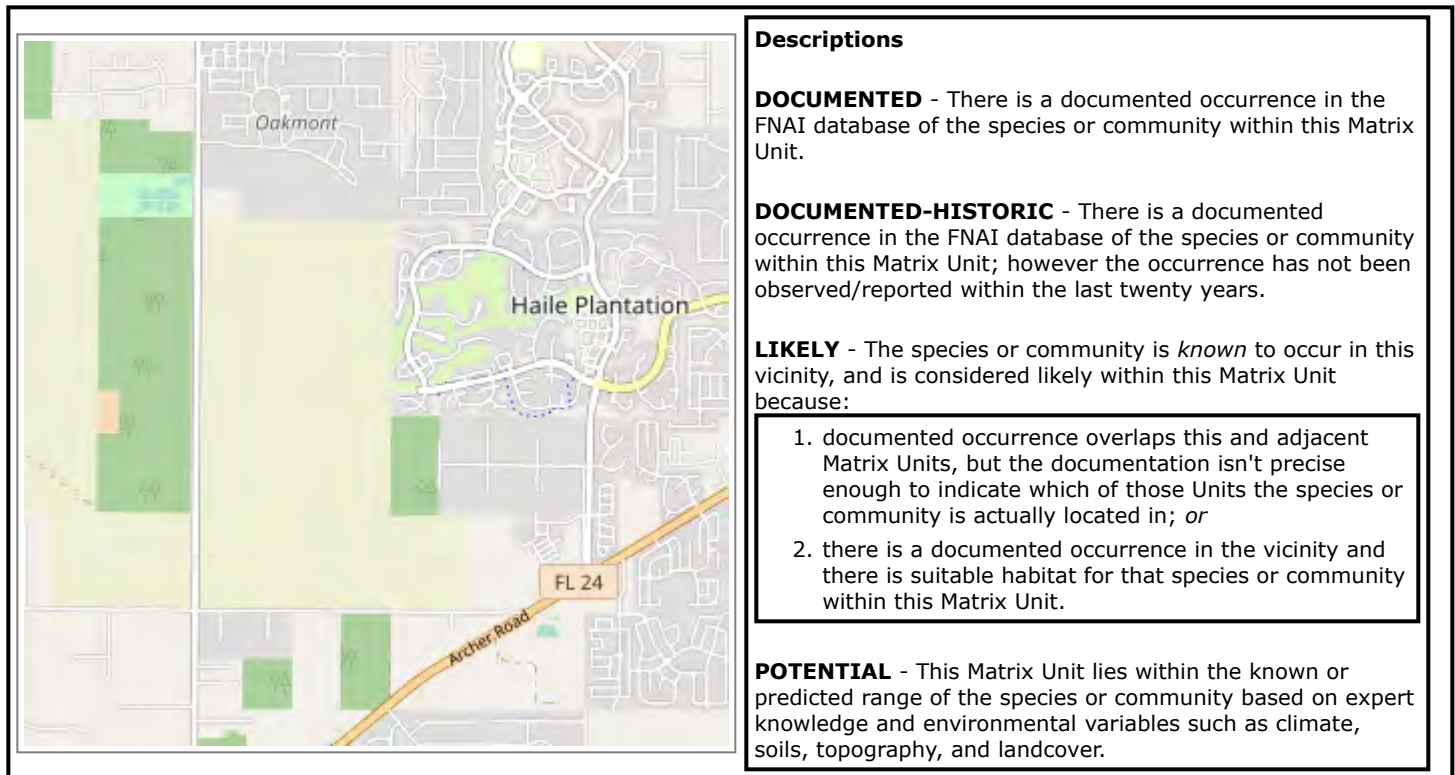 Oakmont
Haile Plantation
FL 24
Archer Road
Descriptions
DOCUMENTED - There is a documented occurrence in the
FNAI database of the species or community within this Matrix
Unit.
DOCUMENTED-HISTORIC - There is a documented
occurrence in the FNAI database of the species or community
within this Matrix Unit; however the occurrence has not been
observed/reported within the last twenty years.
LIKELY - The species or community is known to occur in this
vicinity, and is considered likely within this Matrix Unit
because:
1. documented occurrence overlaps this and adjacent
Matrix Units, but the documentation isn't precise
enough to indicate which of those Units the species or
community is actually located in; or
2. there is a documented occurrence in the vicinity and
there is suitable habitat for that species or community
within this Matrix Unit.
POTENTIAL - This Matrix Unit lies within the known or
predicted range of the species or community based on expert
knowledge and environmental variables such as climate,
soils, topography, and landcover.